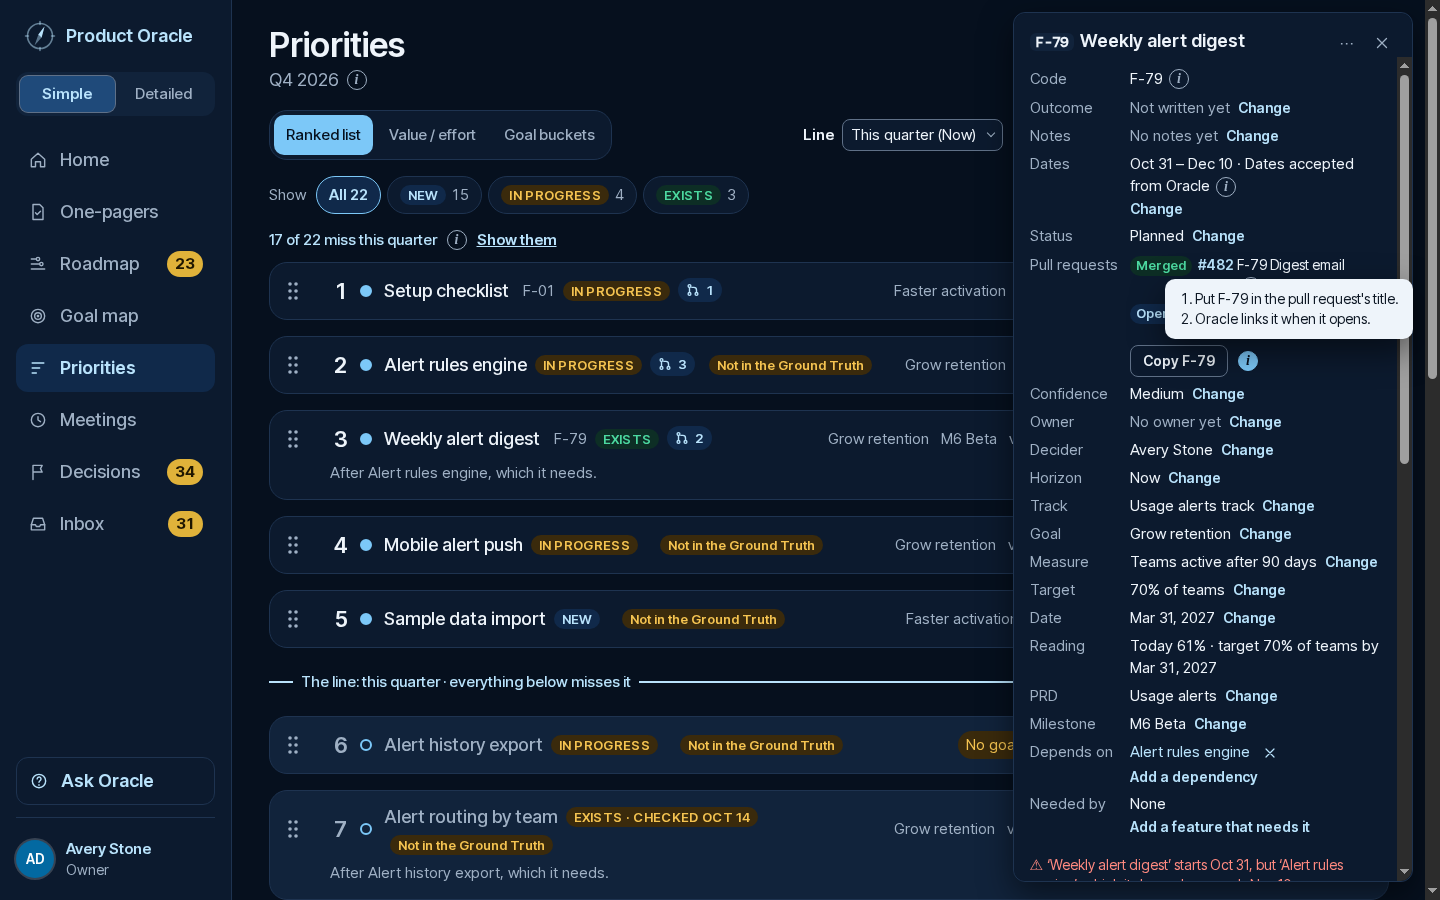 Product Oracle
Simple
Detailed
Home
One-pagers
Roadmap
23
Goal map
Priorities
Meetings
Decisions
34
Inbox
31
Ask Oracle
AD
Avery Stone
Owner
Priorities
Q4 2026 i
Ranked list
Value / effort
Goal buckets
Line
This quarter (Now)
Show
All 22
NEW 15
IN PROGRESS 4
EXISTS 3
17 of 22 miss this quarter i Show them
1 Setup checklist F-01 IN PROGRESS 1 Faster activation
2 Alert rules engine IN PROGRESS 3 Not in the Ground Truth Grow retention
3 Weekly alert digest F-79 EXISTS 2 Grow retention M6 Beta
After Alert rules engine, which it needs.
4 Mobile alert push IN PROGRESS Not in the Ground Truth Grow retention
5 Sample data import NEW Not in the Ground Truth Faster activation
The line: this quarter · everything below misses it
6 Alert history export IN PROGRESS Not in the Ground Truth No goa
7 Alert routing by team EXISTS · CHECKED OCT 14
Not in the Ground Truth
Grow retention
After Alert history export, which it needs.
F-79 Weekly alert digest ...
Code F-79 i
Outcome Not written yet Change
Notes No notes yet Change
Dates Oct 31 – Dec 10 · Dates accepted
from Oracle i
Change
Status Planned Change
Pull requests Merged #482 F-79 Digest email
1. Put F-79 in the pull request's title.
2. Oracle links it when it opens.
Open
Copy F-79 i
Confidence Medium Change
Owner No owner yet Change
Decider Avery Stone Change
Horizon Now Change
Track Usage alerts track Change
Goal Grow retention Change
Measure Teams active after 90 days Change
Target 70% of teams Change
Date Mar 31, 2027 Change
Reading Today 61% · target 70% of teams by
Mar 31, 2027
PRD Usage alerts Change
Milestone M6 Beta Change
Depends on Alert rules engine
Add a dependency
Needed by None
Add a feature that needs it
⚠ ‘Weekly alert digest’ starts Oct 31, but ‘Alert rules